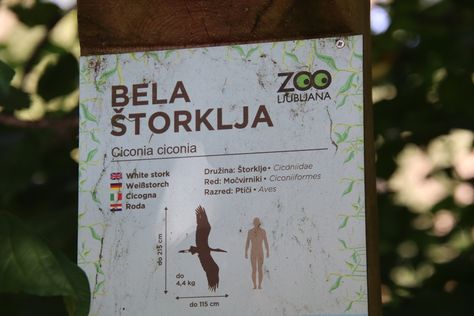 BELA
ŠTORKLJA
ZOO
LJUBLJANA
Ciconia ciconia
White stork
Weißstorch
Cicogna
Roda
Družina: Štorklje • Ciconiidae
Red: Močvirniki • Ciconiiformes
Razred: Ptiči • Aves
do 215 cm
do
4,4 kg
do 115 cm